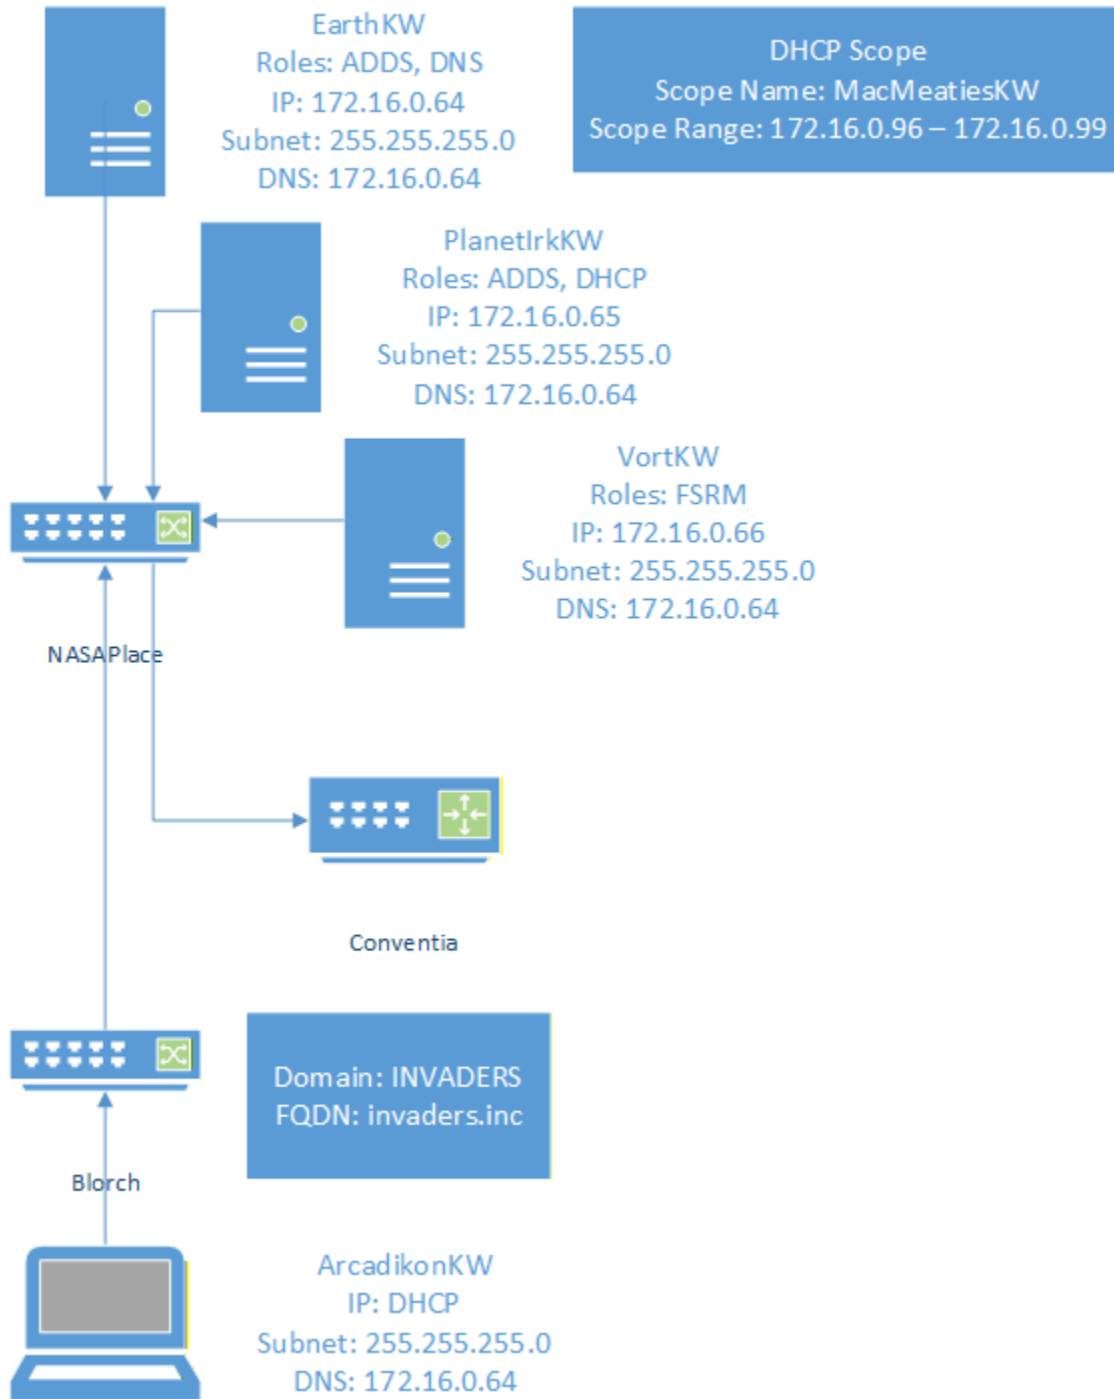 EarthKW
Roles: ADDS, DNS
IP: 172.16.0.64
Subnet: 255.255.255.0
DNS: 172.16.0.64
DHCP Scope
Scope Name: MacMeatiesKW
Scope Range: 172.16.0.96 – 172.16.0.99
PlanetIrkKW
Roles: ADDS, DHCP
IP: 172.16.0.65
Subnet: 255.255.255.0
DNS: 172.16.0.64
VortKW
Roles: FSRM
IP: 172.16.0.66
Subnet: 255.255.255.0
DNS: 172.16.0.64
NASAPlace
Conventia
Domain: INVADERS
FQDN: invaders.inc
Blorch
ArcadikonKW
IP: DHCP
Subnet: 255.255.255.0
DNS: 172.16.0.64